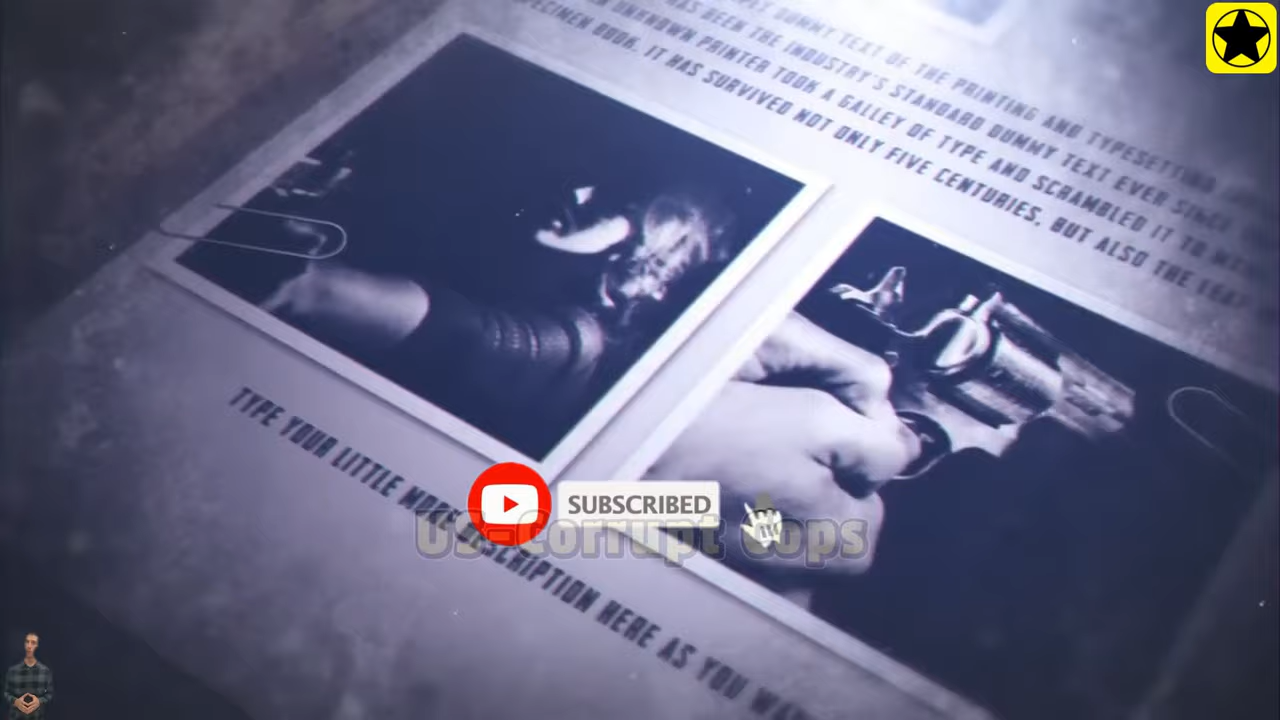 DUMMY TEXT OF THE PRINTING AND TYPESETTING
HAS BEEN THE INDUSTRY'S STANDARD DUMMY TEXT EVER SINCE
UNKNOWN PRINTER TOOK A GALLEY OF TYPE AND SCRAMBLED IT TO
SPECIMEN BOOK. IT HAS SURVIVED NOT ONLY FIVE CENTURIES, BUT ALSO THE
TYPE YOUR LITTLE MORE DESCRIPTION HERE AS YOU
SUBSCRIBED
US-Corrupt Cops